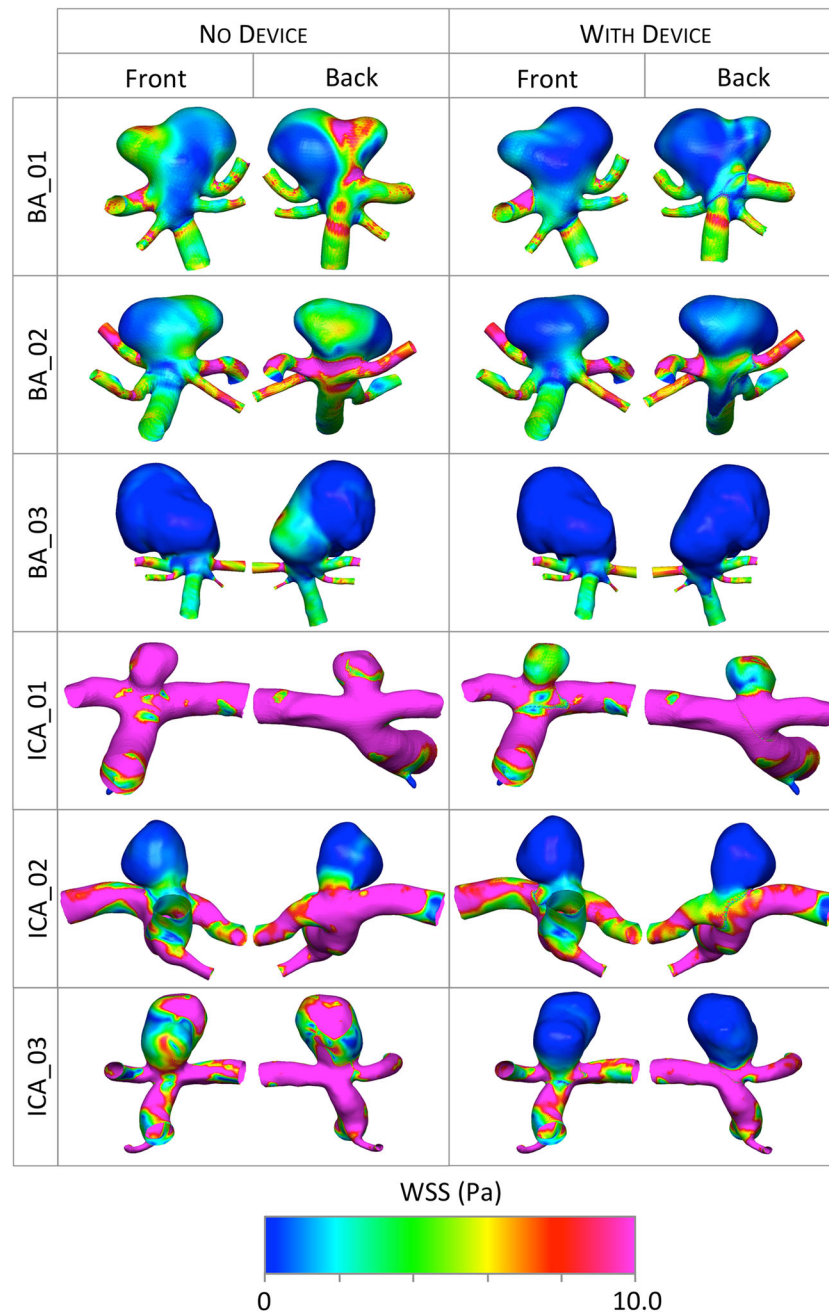 NO DEVICE WITH DEVICE
Front Back Front Back
BA_01
BA_02
BA_03
ICA_01
ICA_02
ICA_03
WSS (Pa)
0 10.0